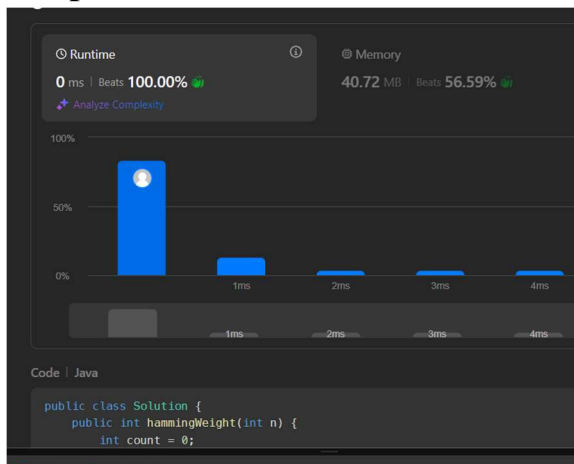 Runtime
0 ms | Beats 100.00%
Analyze Complexity
Memory
40.72 MB | Beats 56.59%
100%
50%
0%
1ms 2ms 3ms 4ms
1ms 2ms 3ms 4ms
Code | Java
public class Solution {
public int hammingWeight(int n) {
int count = 0;